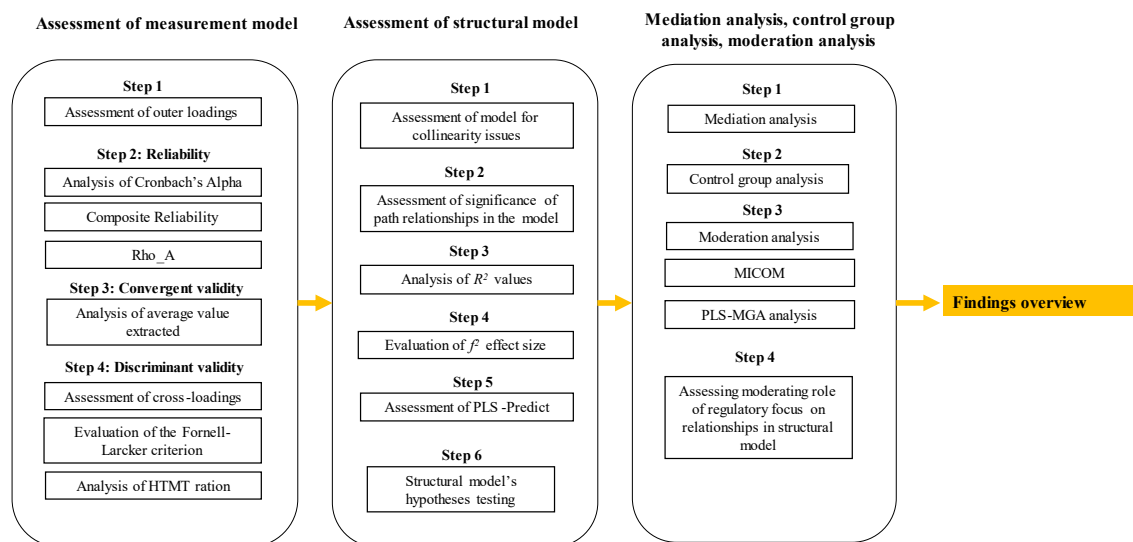 Assessment of measurement model
Step 1
Assessment of outer loadings
Step 2: Reliability
Analysis of Cronbach's Alpha
Composite Reliability
Rho_A
Step 3: Convergent validity
Analysis of average value
extracted
Step 4: Discriminant validity
Assessment of cross-loadings
Evaluation of the Fornell-
Larcker criterion
Analysis of HTMT ration
Assessment of structural model
Step 1
Assessment of model for
collinearity issues
Step 2
Assessment of significance of
path relationships in the model
Step 3
Analysis of R² values
Step 4
Evaluation of f² effect size
Step 5
Assessment of PLS -Predict
Step 6
Structural model's
hypotheses testing
Mediation analysis, control group
analysis, moderation analysis
Step 1
Mediation analysis
Step 2
Control group analysis
Step 3
Moderation analysis
MICOM
PLS-MGA analysis
Step 4
Assessing moderating role
of regulatory focus on
relationships in structural
model
Findings overview